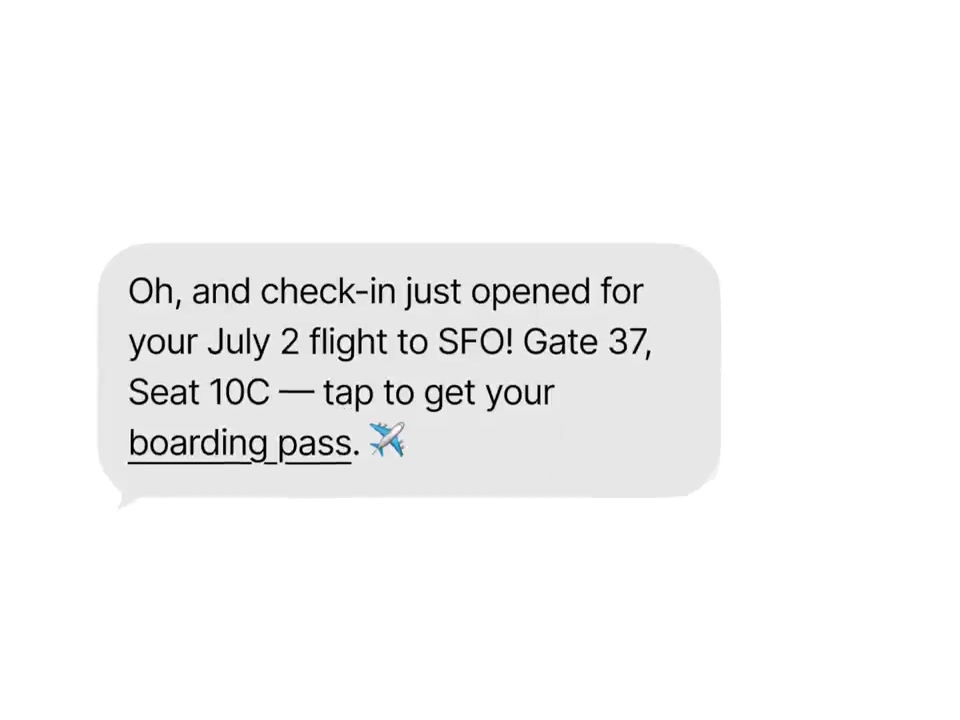 Oh, and check-in just opened for
your July 2 flight to SFO! Gate 37,
Seat 10C — tap to get your
boarding pass. ✈️